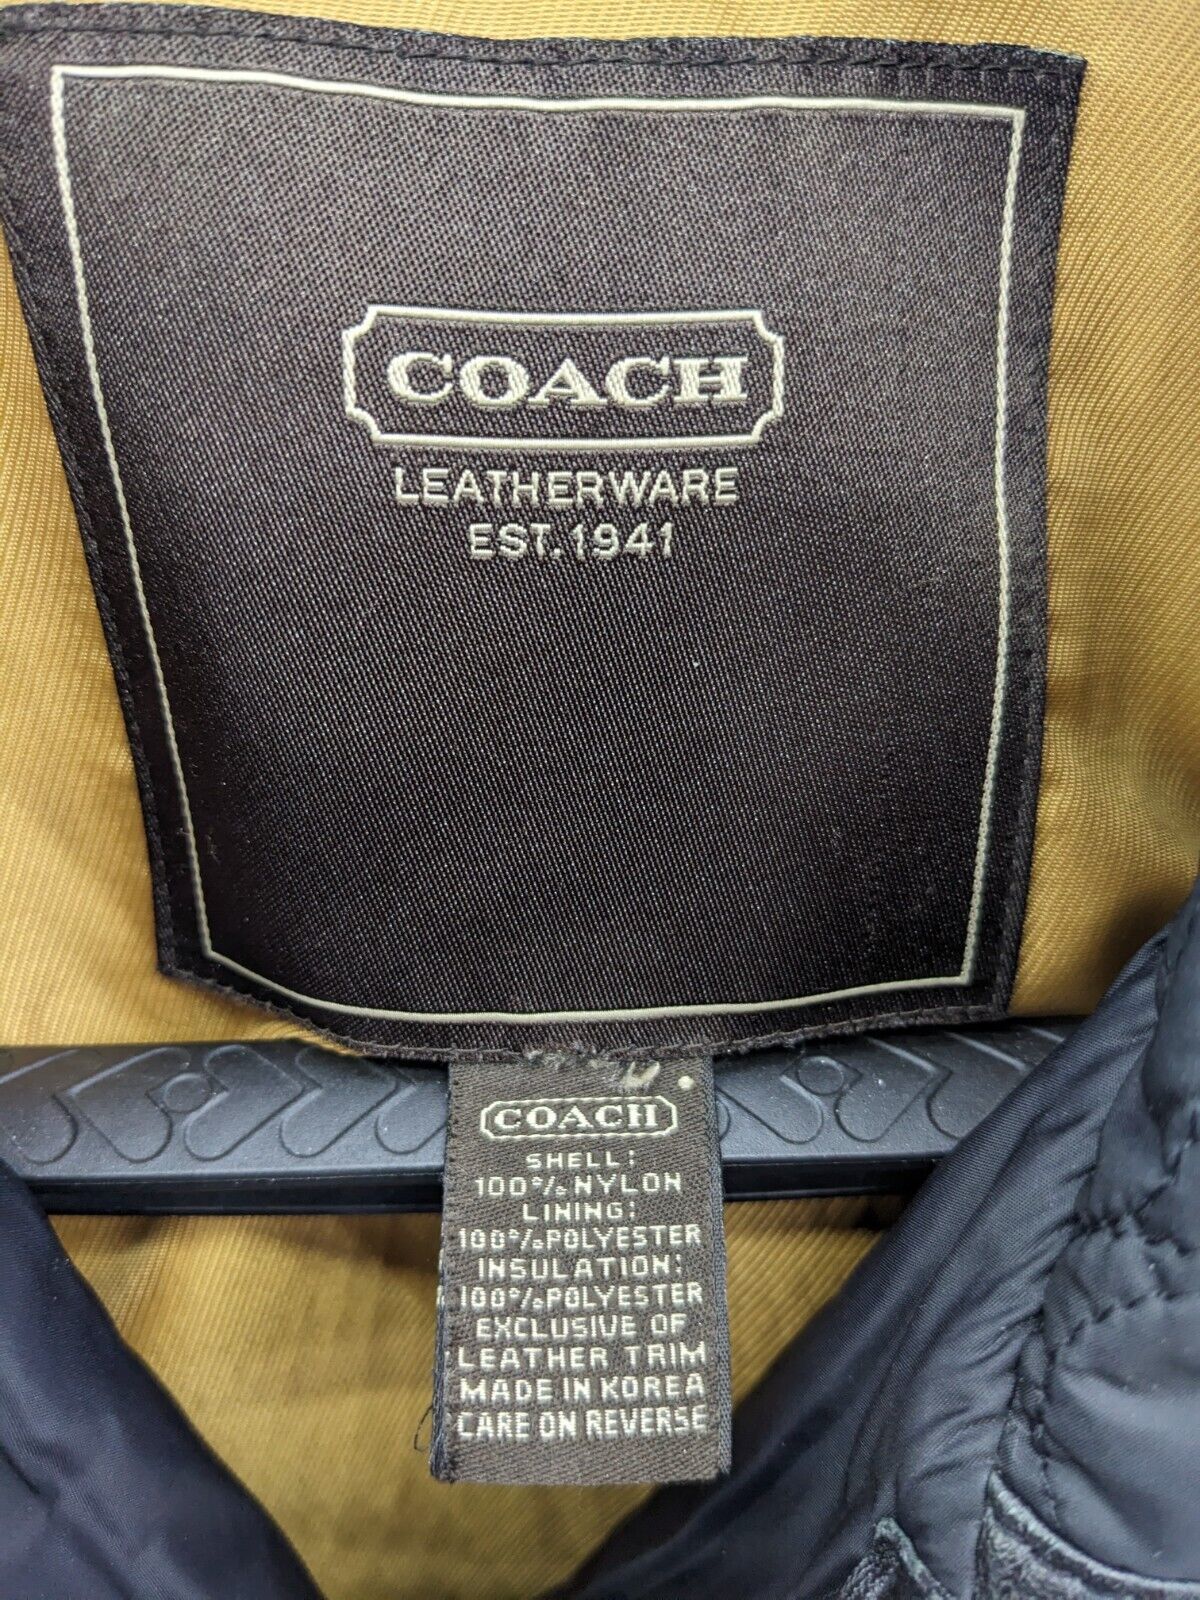 COACH
LEATHERWARE
EST. 1941
COACH
SHELL:
100% NYLON
LINING:
100% POLYESTER
INSULATION:
100% POLYESTER
EXCLUSIVE OF
LEATHER TRIM
MADE IN KOREA
CARE ON REVERSE